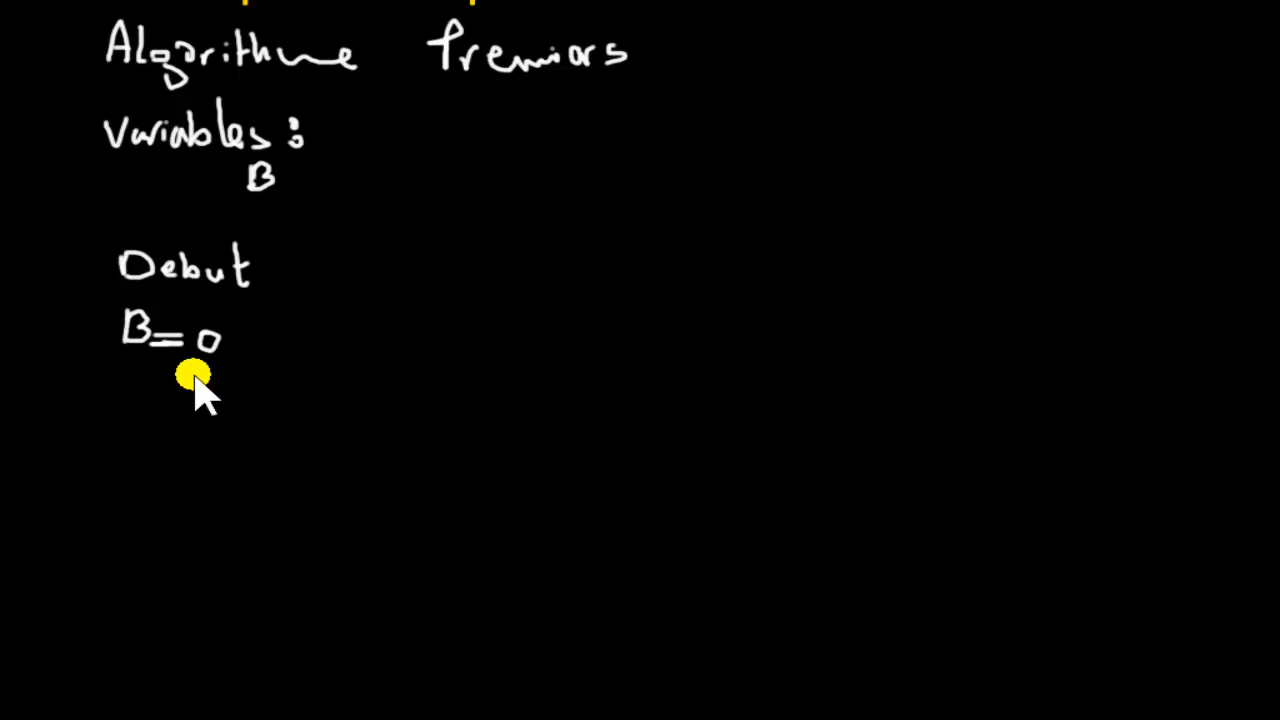 Algorithme Premiers
Variables :
B
Debut
B = 0